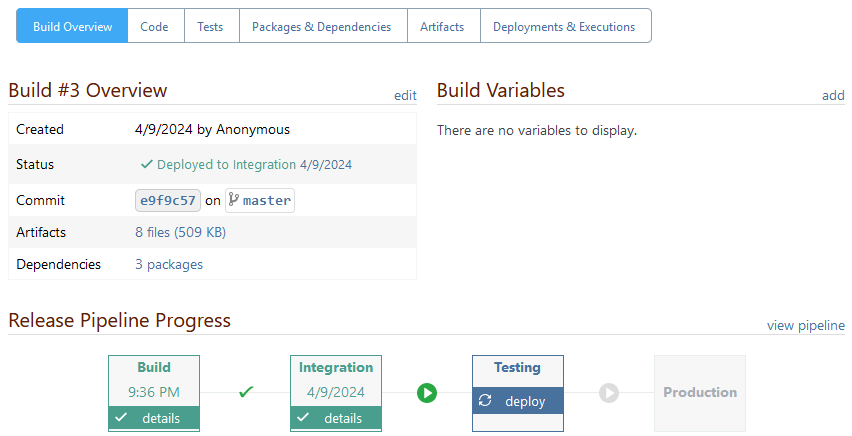 Build Overview Code Tests Packages & Dependencies Artifacts Deployments & Executions
Build #3 Overview edit
Created 4/9/2024 by Anonymous
Status Deployed to Integration 4/9/2024
Commit e9f9c57 on master
Artifacts 8 files (509 KB)
Dependencies 3 packages
Build Variables add
There are no variables to display.
Release Pipeline Progress view pipeline
Build Integration Testing
9:36 PM 4/9/2024 Production
details details deploy